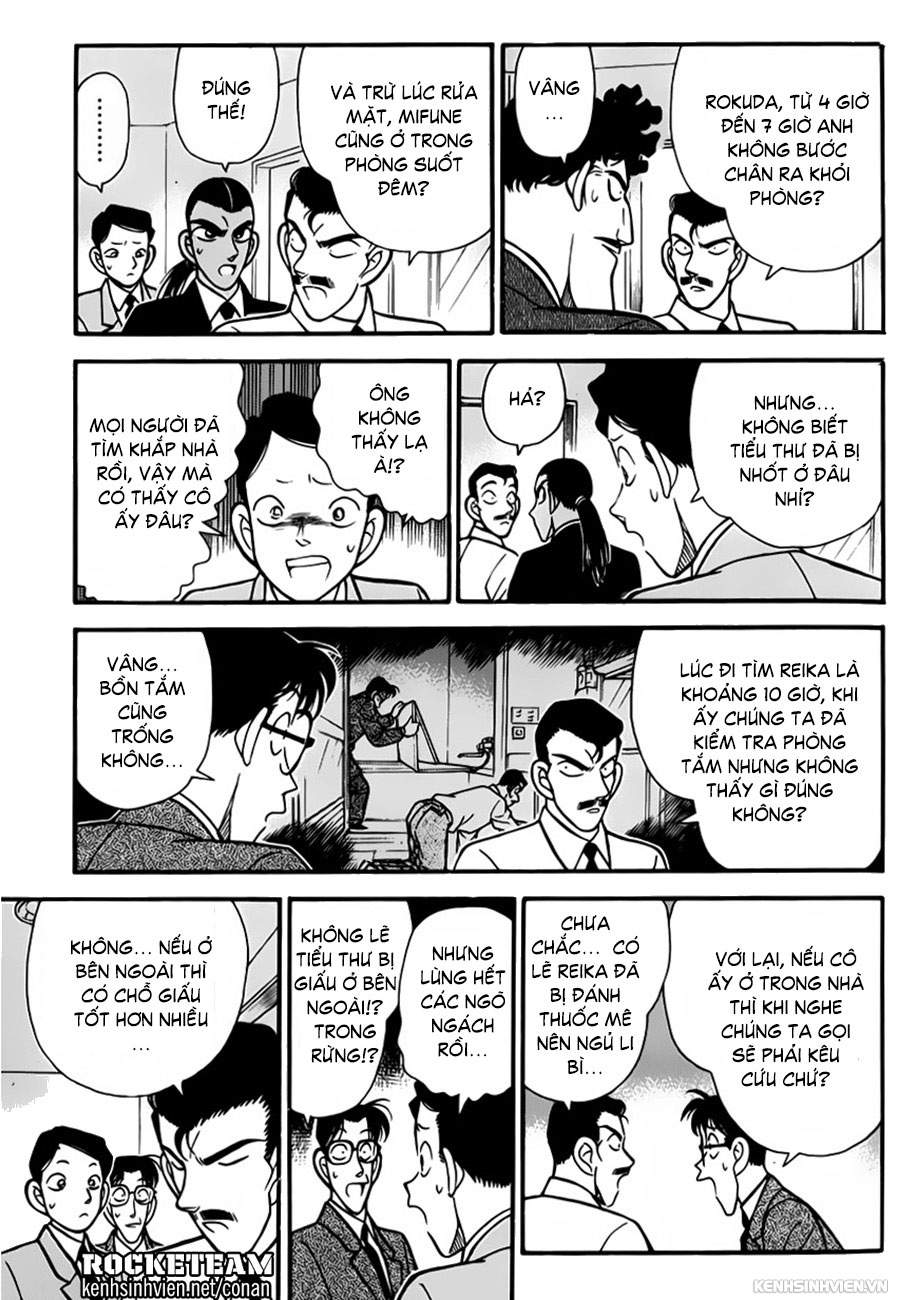 ROKUDA, TỪ 4 GIỜ
ĐẾN 7 GIỜ ANH
KHÔNG BƯỚC
CHÂN RA KHỎI
PHÒNG?
VÂNG
...
VÀ TRỪ LÚC RỬA
MẶT, MIFUNE
CŨNG Ở TRONG
PHÒNG SUỐT
ĐÊM?
ĐÚNG
THẾ!
........
NHƯNG...
KHÔNG BIẾT
TIỂU THƯ ĐÃ BỊ
NHỐT Ở ĐÂU
NHỈ?
HẢ?
ÔNG
KHÔNG
THẤY LẠ
À!?
MỌI NGƯỜI ĐÃ
TÌM KHẮP NHÀ
RỒI, VẬY MÀ
CÓ THẤY CÔ
ẤY ĐÂU?
LÚC ĐI TÌM REIKA LÀ
KHOẢNG 10 GIỜ, KHI
ẤY CHÚNG TA ĐÃ
KIỂM TRA PHÒNG
TẮM NHƯNG KHÔNG
THẤY GÌ ĐÚNG
KHÔNG?
VÂNG...
BỒN TẮM
CŨNG
TRỐNG
KHÔNG...
VỚI LẠI, NẾU CÔ
ẤY Ở TRONG NHÀ
THÌ KHI NGHE
CHÚNG TA GỌI
SẼ PHẢI KÊU
CỨU CHỨ?
CHƯA
CHẮC... CÓ
LẼ REIKA ĐÃ
BỊ ĐÁNH
THUỐC MÊ
NÊN NGỦ LI
BÌ...
NHƯNG
LÙNG HẾT
CÁC NGÕ
NGÁCH
RỒI...
KHÔNG LẼ
TIỂU THƯ BỊ
GIẤU Ở BÊN
NGOÀI!?
TRONG
RỪNG!?
KHÔNG... NẾU Ở
BÊN NGOÀI THÌ
CÓ CHỖ GIẤU
TỐT HƠN NHIỀU
...
ROCKETEAM
kenhsinhvien.net/conan
KENHSINHVIEN.VN